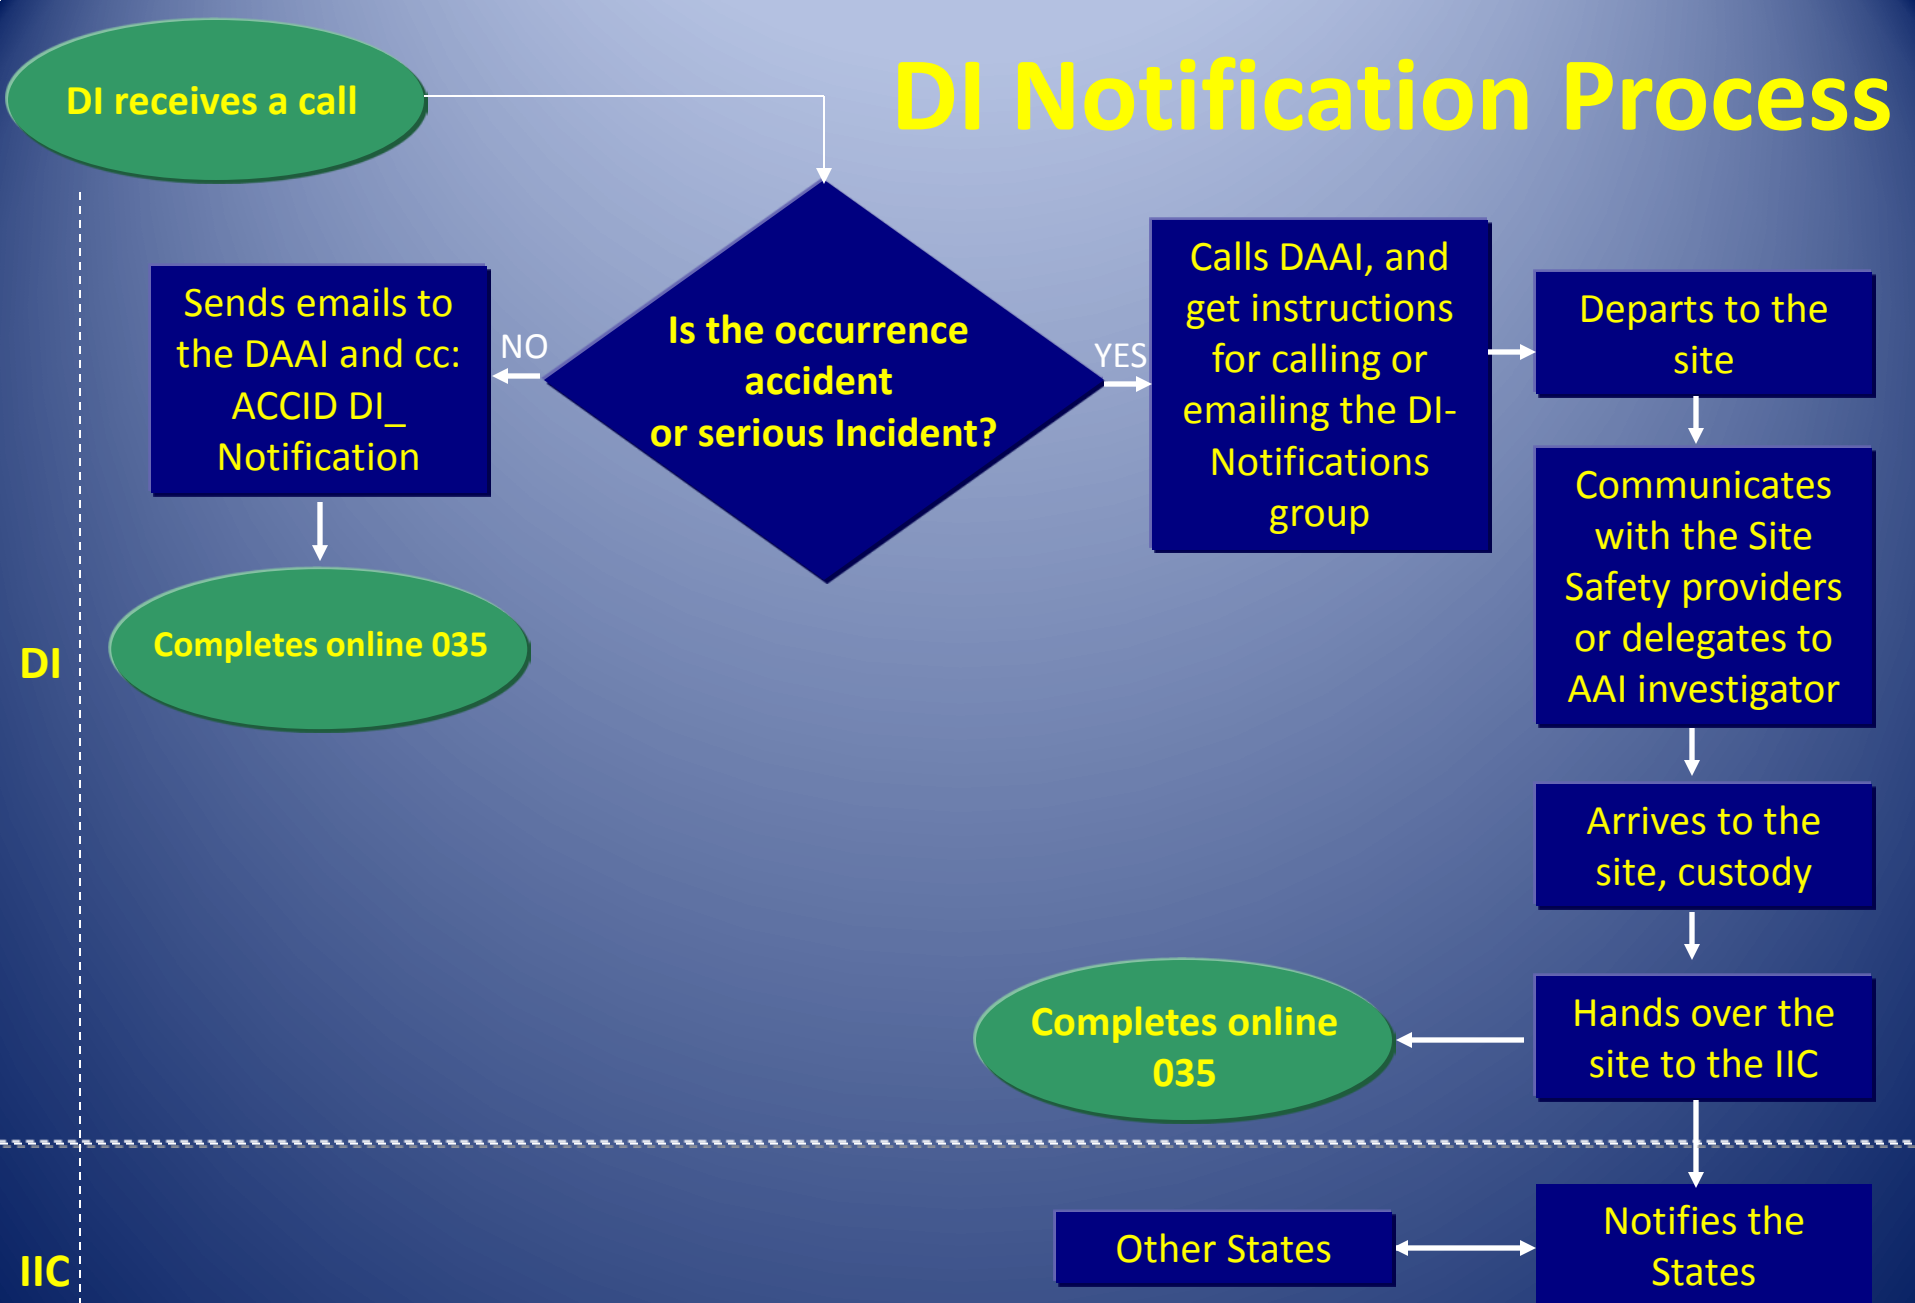 DI Notification Process
DI receives a call
Is the occurrence
accident
or serious Incident?
NO
Sends emails to
the DAAI and cc:
ACCID DI_
Notification
Completes online 035
YES
Calls DAAI, and
get instructions
for calling or
emailing the DI-
Notifications
group
Departs to the
site
Communicates
with the Site
Safety providers
or delegates to
AAI investigator
Arrives to the
site, custody
Hands over the
site to the IIC
Completes online
035
DI
Notifies the
States
Other States
IIC